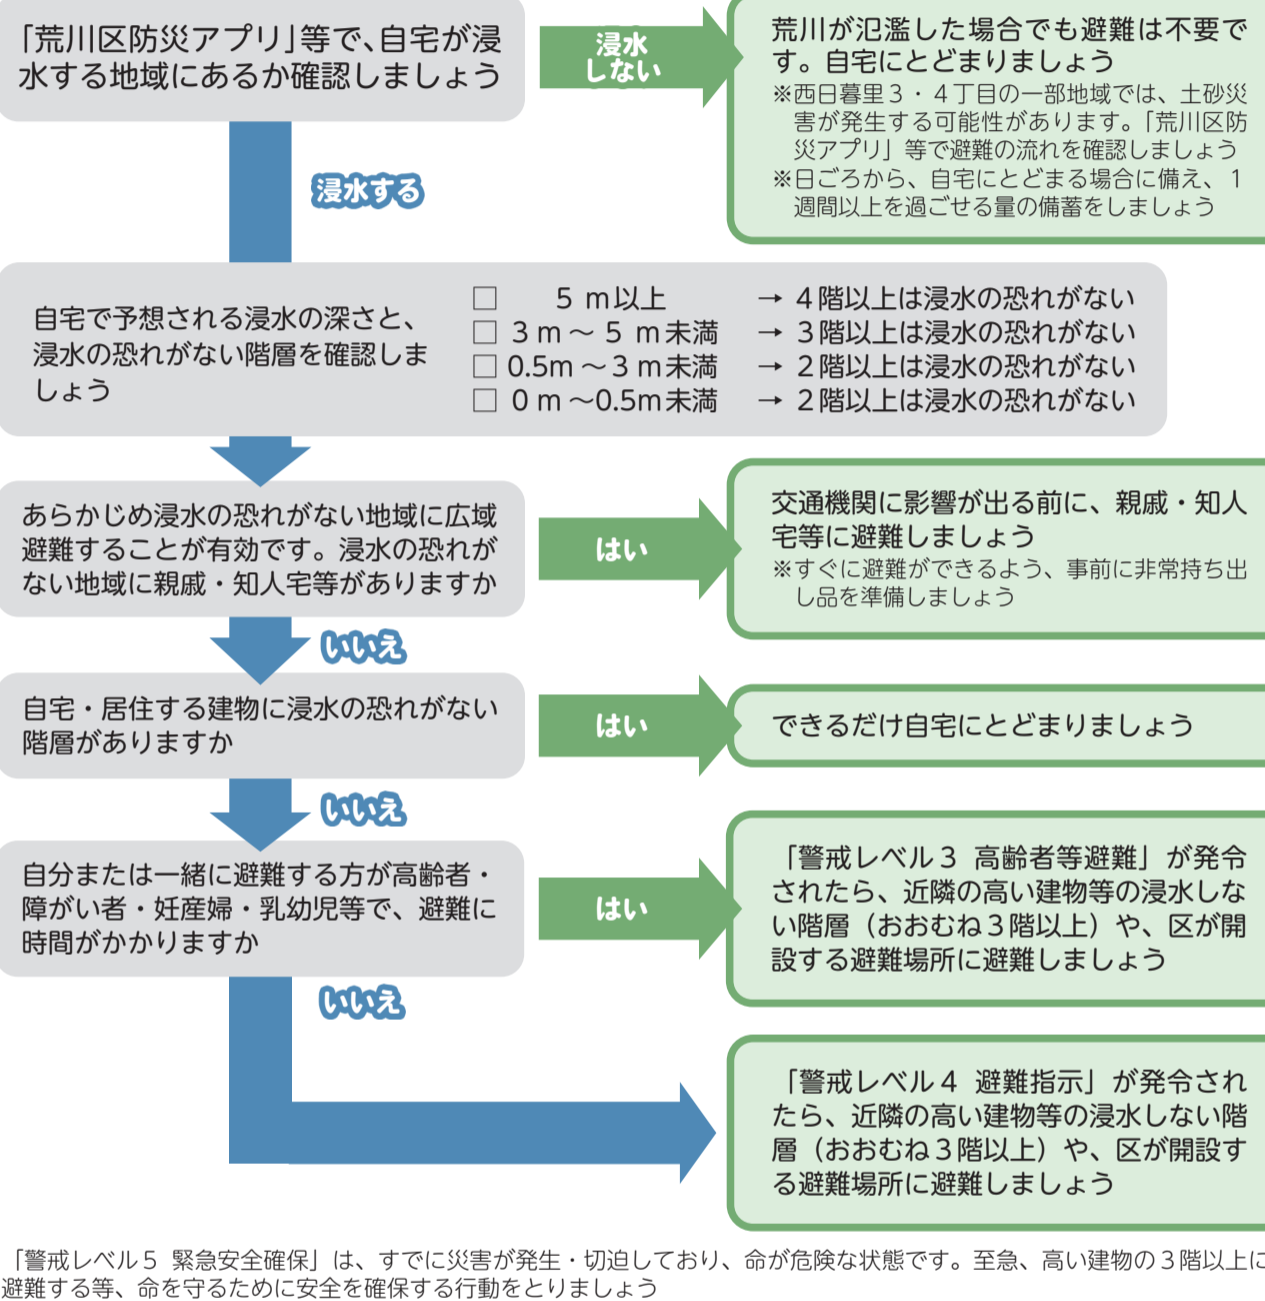 「荒川区防災アプリ」等で、自宅が浸
水する地域にあるか確認しましょう
浸水
しない
荒川が氾濫した場合でも避難は不要で
す。自宅にとどまりましょう
※西日暮里３・４丁目の一部地域では、土砂災
害が発生する可能性があります。「荒川区防
災アプリ」等で避難の流れを確認しましょう
※日ごろから、自宅にとどまる場合に備え、１
週間以上を過ごせる量の備蓄をしましょう
浸水する
自宅で予想される浸水の深さと、
浸水の恐れがない階層を確認しま
しょう
□ ５ｍ以上 → ４階以上は浸水の恐れがない
□ ３ｍ～５ｍ未満 → ３階以上は浸水の恐れがない
□ 0.5m～３ｍ未満 → ２階以上は浸水の恐れがない
□ ０ｍ～0.5m未満 → ２階以上は浸水の恐れがない
あらかじめ浸水の恐れがない地域に広域
避難することが有効です。浸水の恐れが
ない地域に親戚・知人宅等がありますか
はい
交通機関に影響が出る前に、親戚・知人
宅等に避難しましょう
※すぐに避難ができるよう、事前に非常持ち出
し品を準備しましょう
いいえ
自宅・居住する建物に浸水の恐れがない
階層がありますか
はい
できるだけ自宅にとどまりましょう
いいえ
自分または一緒に避難する方が高齢者・
障がい者・妊産婦・乳幼児等で、避難に
時間がかかりますか
はい
「警戒レベル３ 高齢者等避難」が発令
されたら、近隣の高い建物等の浸水しな
い階層（おおむね３階以上）や、区が開
設する避難場所に避難しましょう
いいえ
「警戒レベル４ 避難指示」が発令され
たら、近隣の高い建物等の浸水しない階
層（おおむね３階以上）や、区が開設す
る避難場所に避難しましょう
「警戒レベル５ 緊急安全確保」は、すでに災害が発生・切迫しており、命が危険な状態です。至急、高い建物の３階以上に
避難する等、命を守るために安全を確保する行動をとりましょう